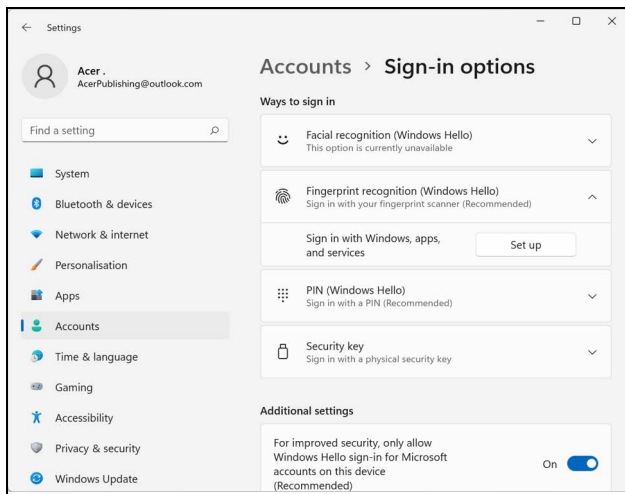 Settings
Acer .
AcerPublishing@outlook.com
Find a setting
System
Bluetooth & devices
Network & internet
Personalisation
Apps
Accounts
Time & language
Gaming
Accessibility
Privacy & security
Windows Update
Accounts > Sign-in options
Ways to sign in
Facial recognition (Windows Hello)
This option is currently unavailable
Fingerprint recognition (Windows Hello)
Sign in with your fingerprint scanner (Recommended)
Sign in with Windows, apps,
and services
Set up
PIN (Windows Hello)
Sign in with a PIN (Recommended)
Security key
Sign in with a physical security key
Additional settings
For improved security, only allow
Windows Hello sign-in for Microsoft
accounts on this device
(Recommended)
On